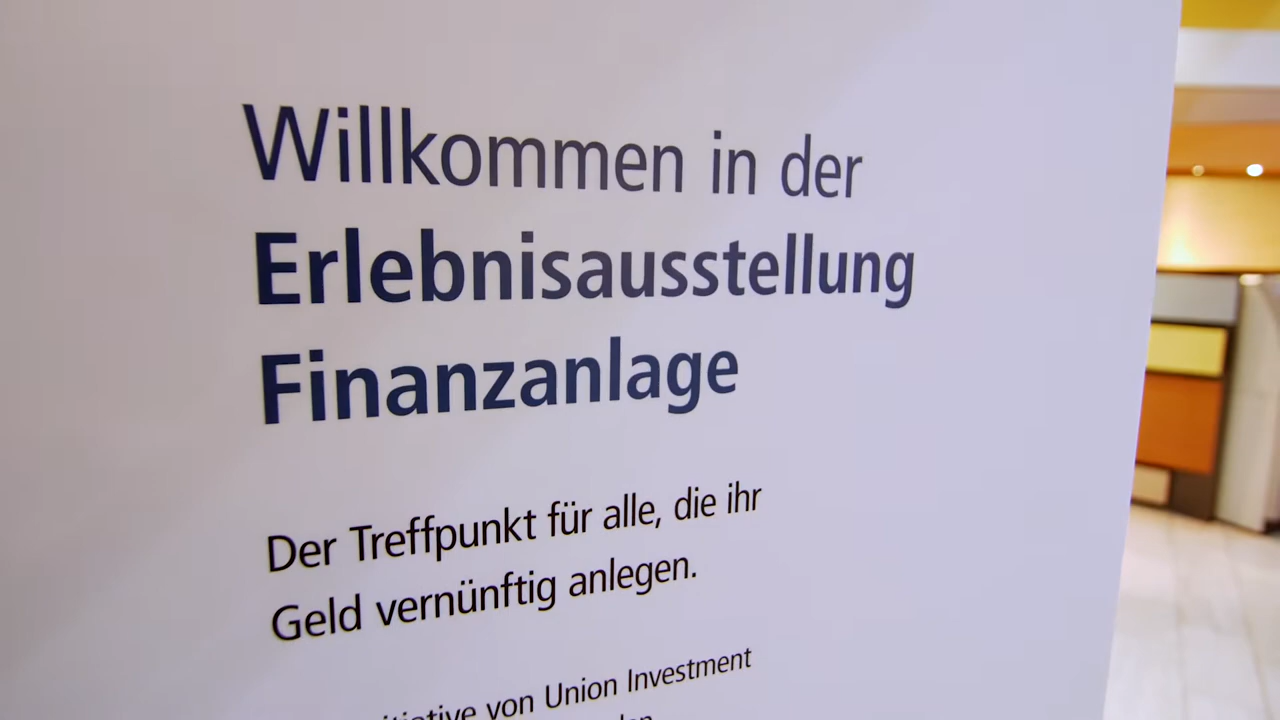 Willkommen in der
Erlebnisausstellung
Finanzanlage
Der Treffpunkt für alle, die ihr
Geld vernünftig anlegen.
von Union Investment